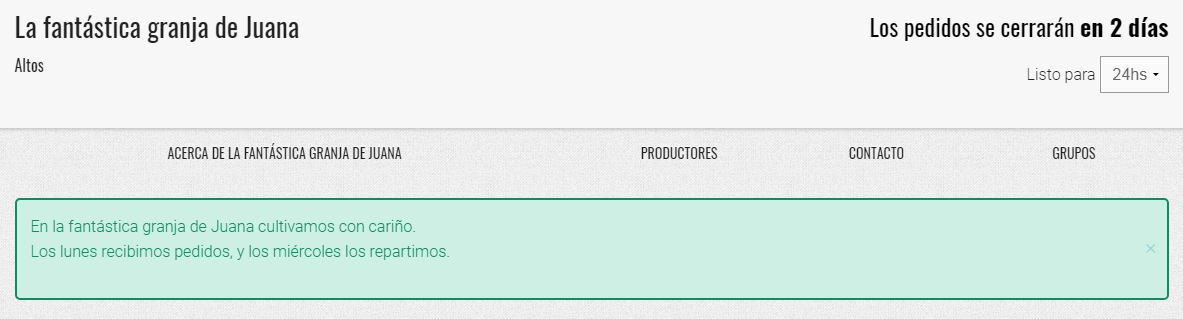 La fantástica granja de Juana
Los pedidos se cerrarán en 2 días
Altos
Listo para 24hs
ACERCA DE LA FANTÁSTICA GRANJA DE JUANA
PRODUCTORES
CONTACTO
GRUPOS
En la fantástica granja de Juana cultivamos con cariño.
Los lunes recibimos pedidos, y los miércoles los repartimos.
×